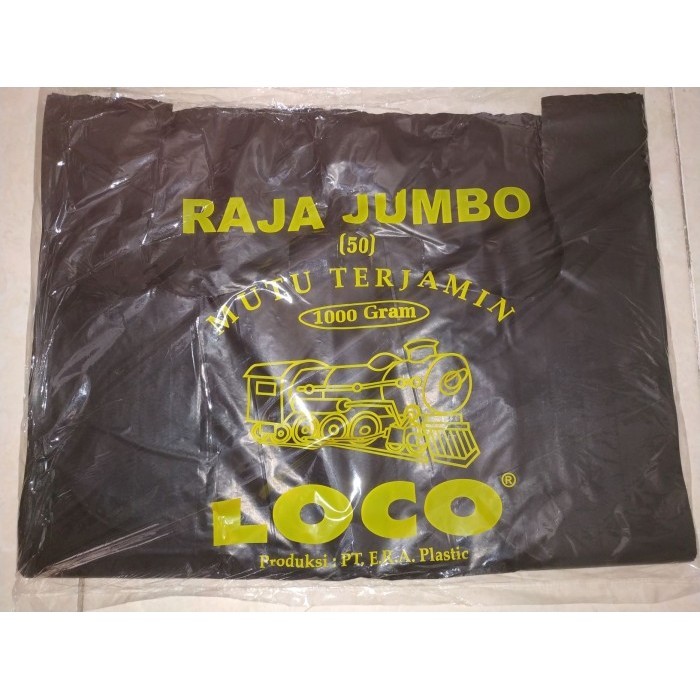 RAJA JUMBO
(50)
MUTU TERJAMIN
1000 Gram
LOCO®
Produksi : PT. E.R.A. Plastic